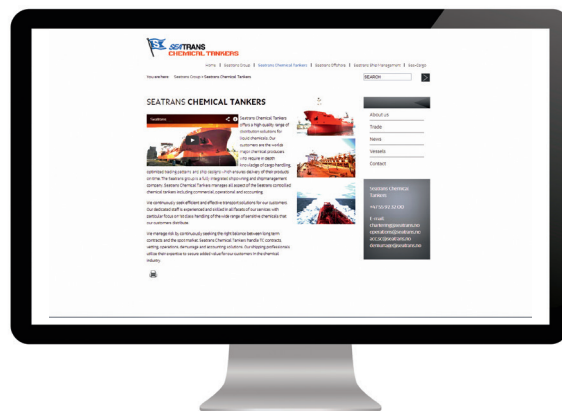 S
SEATRANS
CHEMICAL TANKERS
Home | Seatrans Group | Seatrans Chemical Tankers | Seatrans Offshore | Seatrans Ship Management | Sea-Cargo
You are here: Seatrans Group > Seatrans Chemical Tankers
SEARCH
SEATRANS CHEMICAL TANKERS
Seatrans Chemical Tankers
offers a high quality range of
distribution solutions for
liquid chemicals. Our
customers are the world's
major chemical producers
who require in depth
knowledge of cargo handling,
optimised trading patterns and ship designs which ensures delivery of their products
on time. The Seatrans group is a fully integrated shipowning and shipmanagement
company. Seatrans Chemical Tankers manages all aspect of the Seatrans controlled
chemical tankers including commercial, operational and accounting.
We continuously seek efficient and effective transport solutions for our customers.
Our dedicated staff is experienced and skilled in all facets of our services with
particular focus on to handling of the wide range of sensitive chemicals that
our customers distribute.
We manage risk by continuously seeking the right balance between long term
contracts and the spot market. Seatrans Chemical Tankers handle TC contracts,
vetting, operations, demurrage and accounting solutions. Our shipping professionals
utilise their expertise to secure added value for our customers in the chemical
industry.
About us
Trade
News
Vessels
Contact
Seatrans Chemical
Tankers
E-mail:
chartering@seatrans.no
operations@seatrans.no